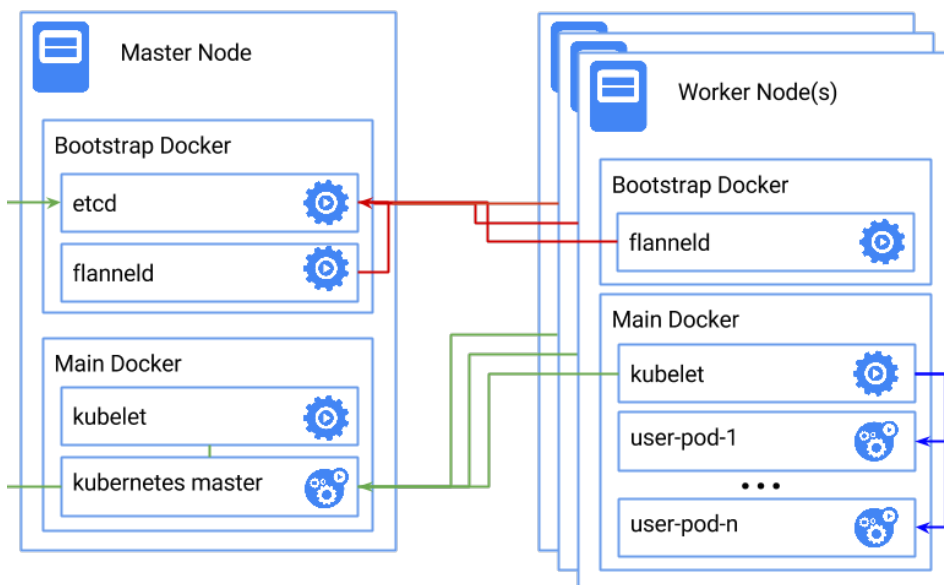 Master Node
Bootstrap Docker
etcd
flanneld
Main Docker
kubelet
kubernetes master
Worker Node(s)
Bootstrap Docker
flanneld
Main Docker
kubelet
user-pod-1
...
user-pod-n